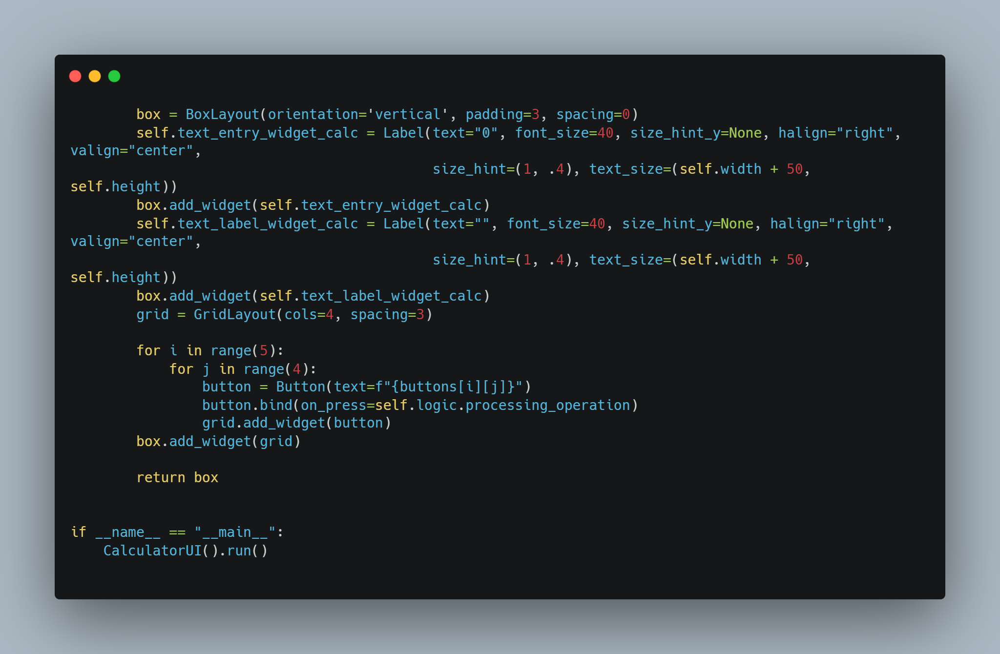 box = BoxLayout(orientation='vertical', padding=3, spacing=0)
        self.text_entry_widget_calc = Label(text="0", font_size=40, size_hint_y=None, halign="right",
valign="center",
                                            size_hint=(1, .4), text_size=(self.width + 50,
self.height))
        box.add_widget(self.text_entry_widget_calc)
        self.text_label_widget_calc = Label(text="", font_size=40, size_hint_y=None, halign="right",
valign="center",
                                            size_hint=(1, .4), text_size=(self.width + 50,
self.height))
        box.add_widget(self.text_label_widget_calc)
        grid = GridLayout(cols=4, spacing=3)

        for i in range(5):
            for j in range(4):
                button = Button(text=f"{buttons[i][j]}")
                button.bind(on_press=self.logic.processing_operation)
                grid.add_widget(button)
        box.add_widget(grid)

        return box


if __name__ == "__main__":
    CalculatorUI().run()